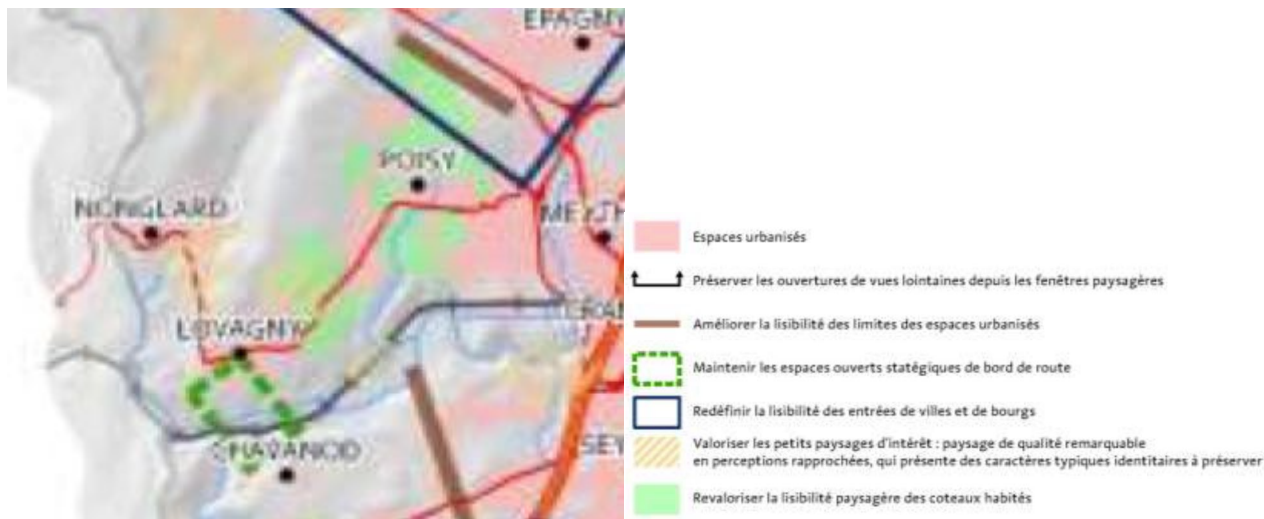 EPAGNY
POISY
NONGLARD
LOVAGNY
CHAVANOD
SEY
Espaces urbanisés
Préserver les ouvertures de vues lointaines depuis les fenêtres paysagères
Améliorer la lisibilité des limites des espaces urbanisés
Maintenir les espaces ouverts statégiques de bord de route
Redéfinir la lisibilité des entrées de villes et de bourgs
Valoriser les petits paysages d'intérêt : paysage de qualité remarquable
en perceptions rapprochées, qui présente des caractères typiques identitaires à préserver
Revaloriser la lisibilité paysagère des coteaux habités